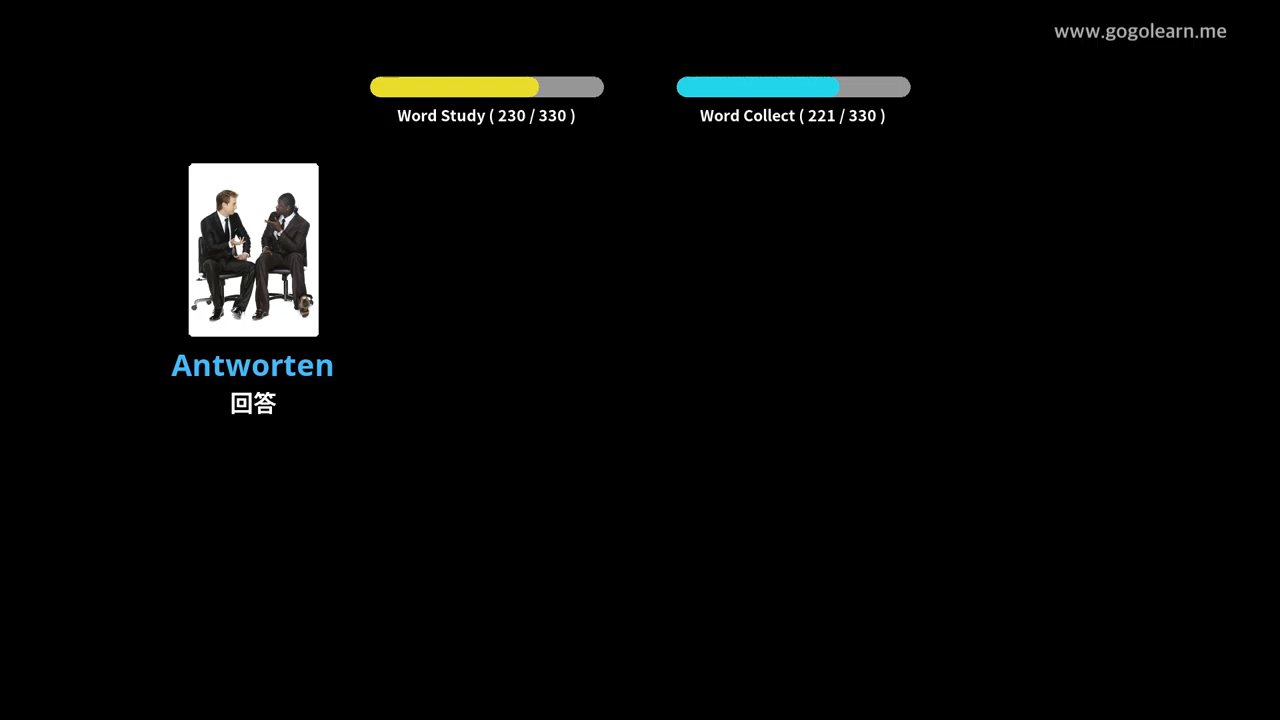 www.gogolearn.me
Word Study ( 230 / 330 )
Word Collect ( 221 / 330 )
Antworten
回答